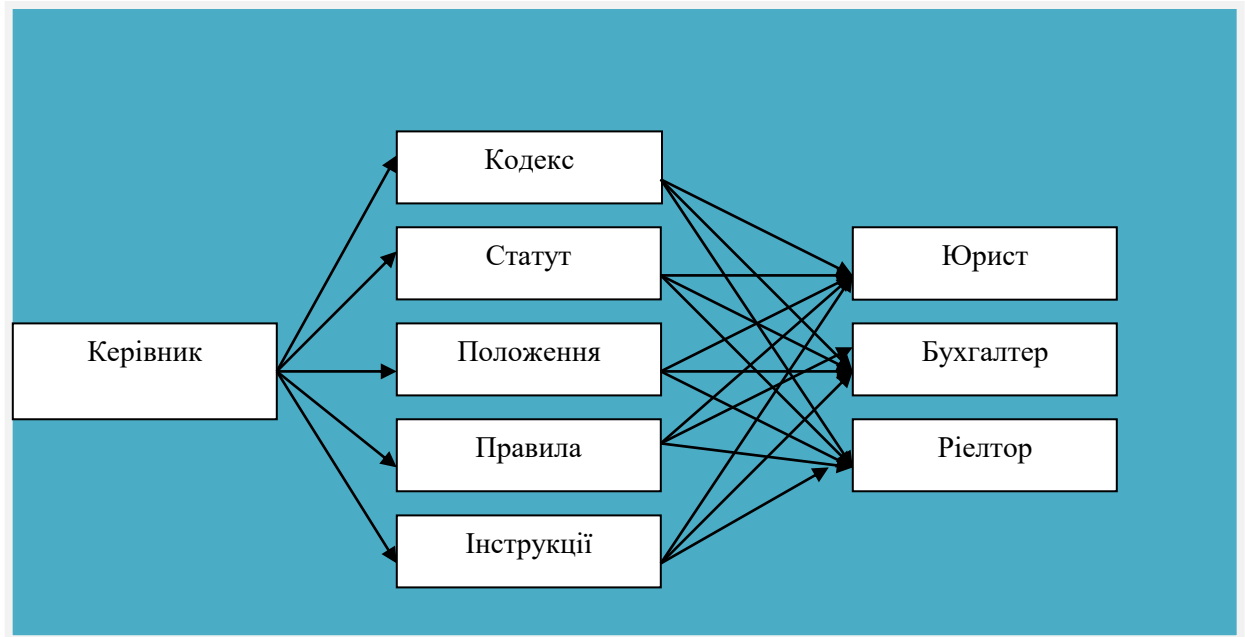 Керівник
Кодекс
Статут
Положення
Правила
Інструкції
Юрист
Бухгалтер
Ріелтор